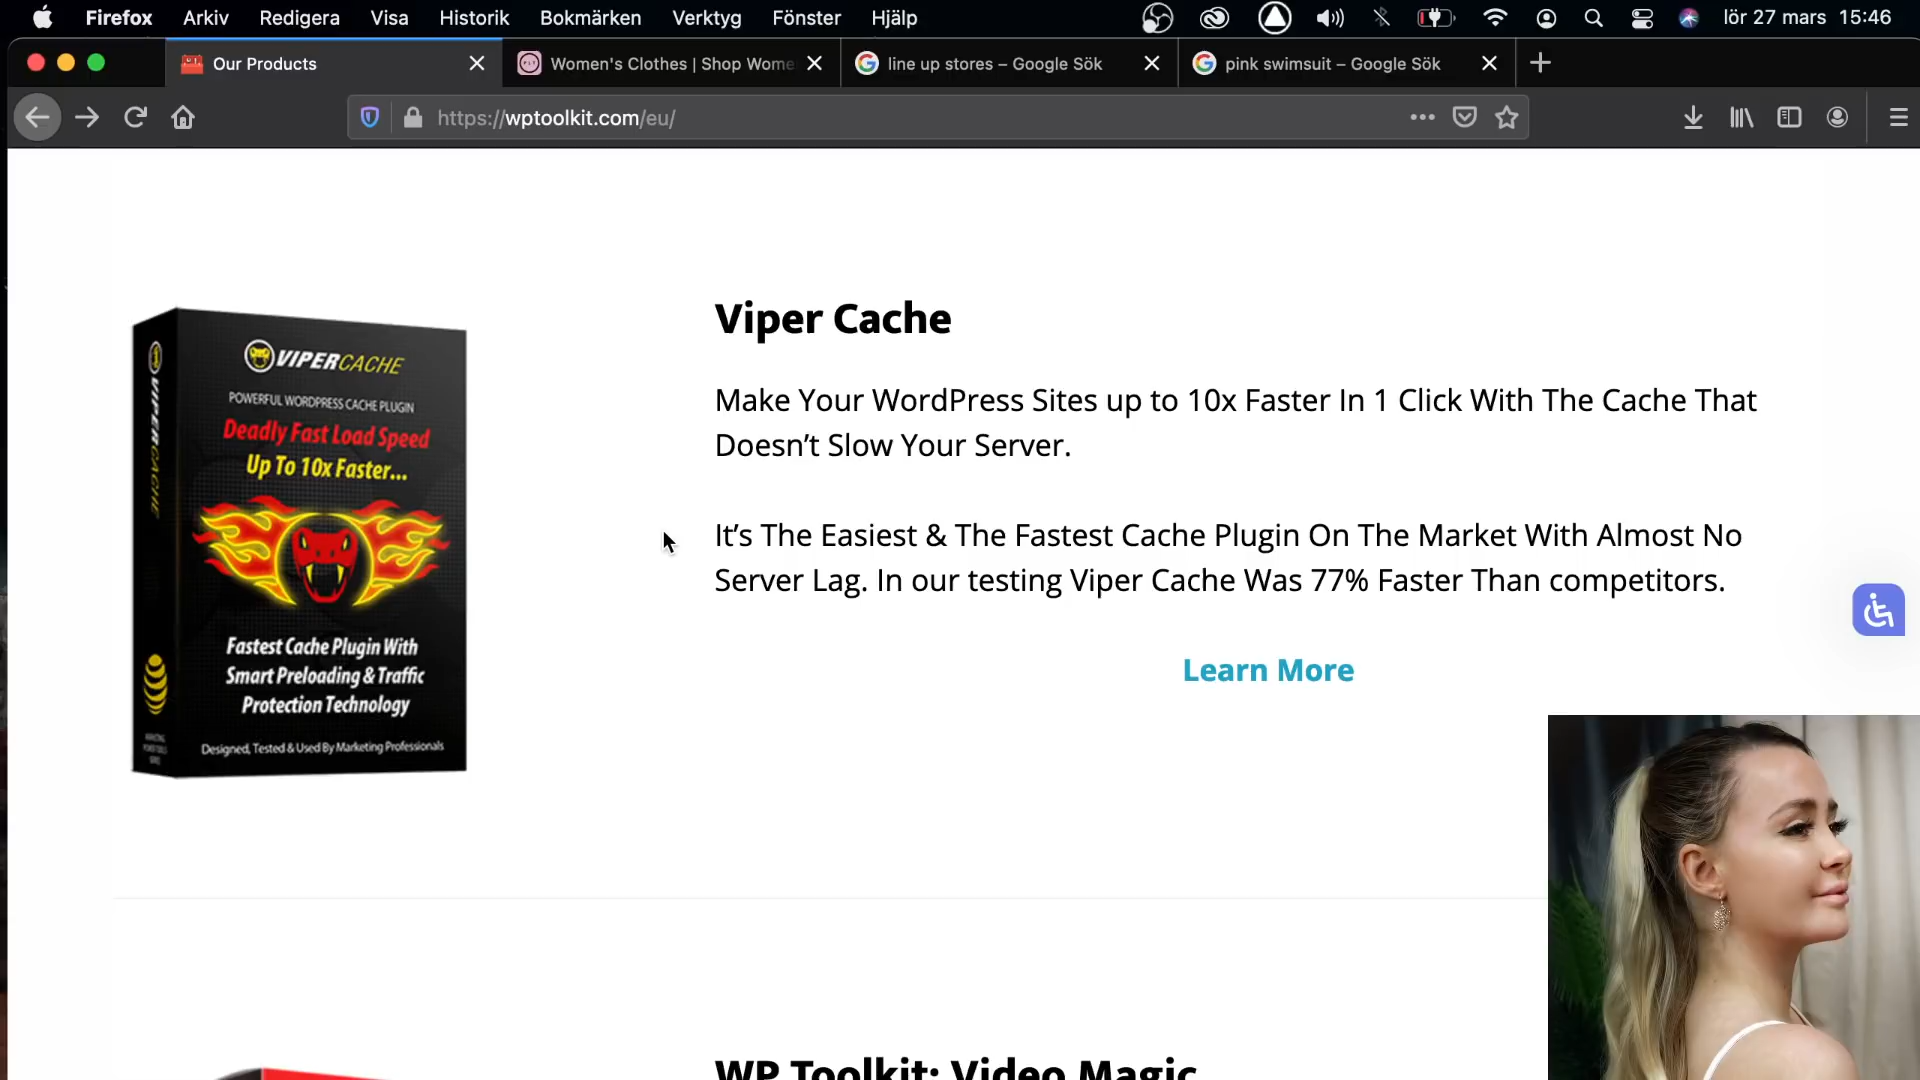 Firefox Arkiv Redigera Visa Historik Bokmärken Verktyg Fönster Hjälp lör 27 mars 15:46
Our Products Women's Clothes | Shop Wome line up stores – Google Sök pink swimsuit – Google Sök
https://wptoolkit.com/eu/
VIPERCACHE
VIPERCACHE
POWERFUL WORDPRESS CACHE PLUGIN
Deadly Fast Load Speed
Up To 10x Faster...
Fastest Cache Plugin With
Smart Preloading & Traffic
Protection Technology
Designed, Tested & Used By Marketing Professionals
Viper Cache
Make Your WordPress Sites up to 10x Faster In 1 Click With The Cache That
Doesn’t Slow Your Server.
It’s The Easiest & The Fastest Cache Plugin On The Market With Almost No
Server Lag. In our testing Viper Cache Was 77% Faster Than competitors.
Learn More
WP Toolkit: Video Magic